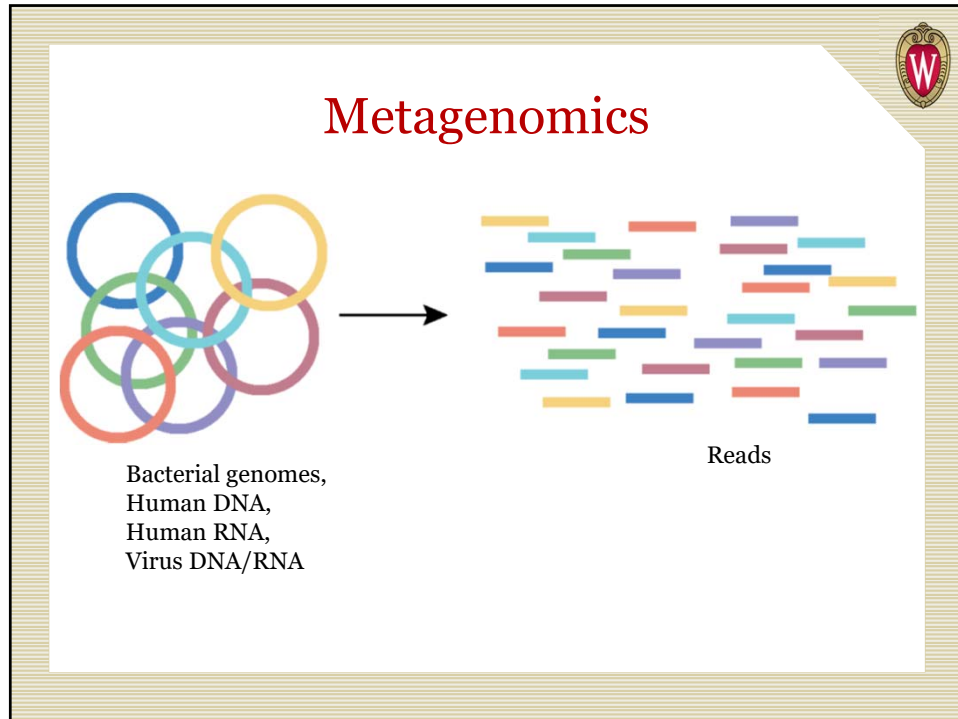 W
Metagenomics
Bacterial genomes,
Human DNA,
Human RNA,
Virus DNA/RNA
Reads